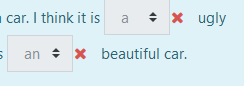 car. I think it is a ugly
an beautiful car.